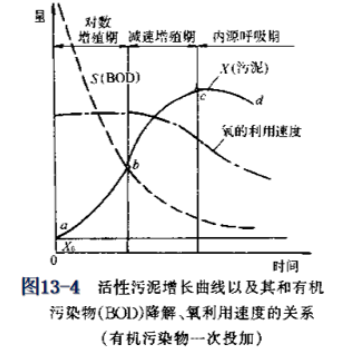 量
对数
增殖期
减速增殖期
内源呼吸期
S(BOD)
X(污泥)
c
d
氧的利用速度
b
a
X₀
0
时间
图13-4 活性污泥增长曲线以及其和有机
污染物(BOD)降解、氧利用速度的关系
(有机污染物一次投加)